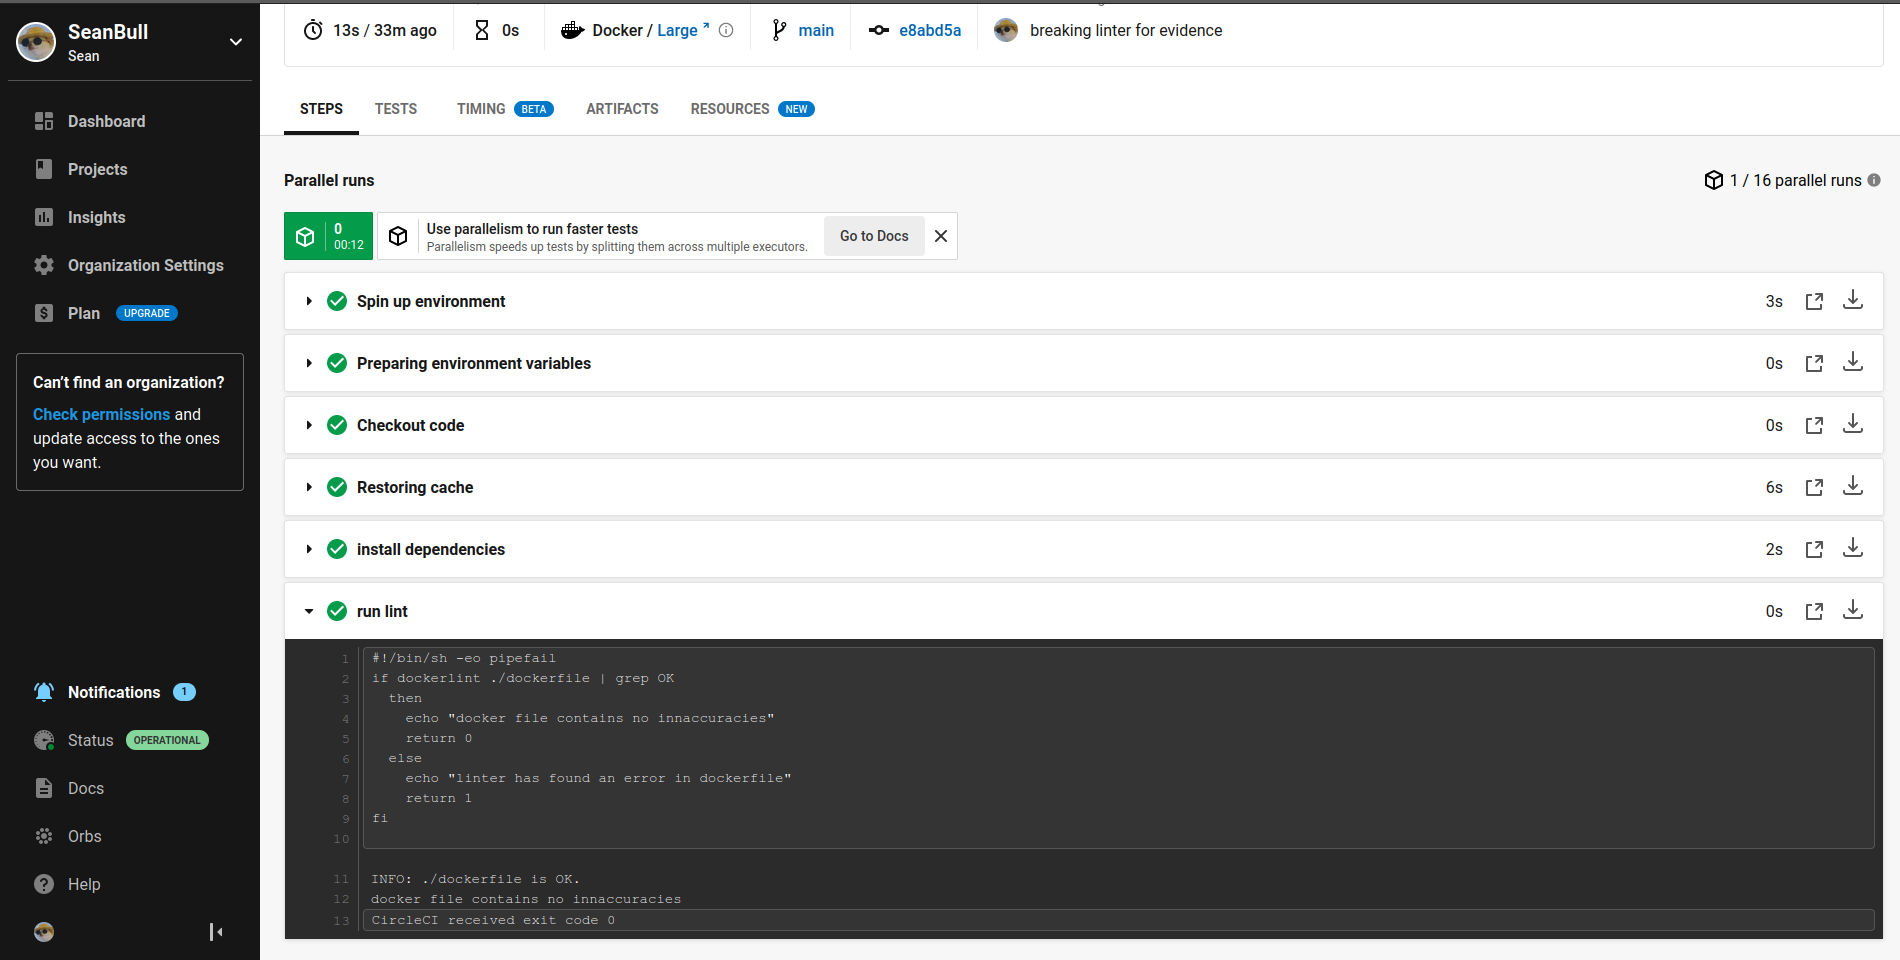 SeanBull
Sean
Dashboard
Projects
Insights
Organization Settings
Plan UPGRADE
Can't find an organization?
Check permissions and
update access to the ones
you want.
Notifications 1
Status OPERATIONAL
Docs
Orbs
Help
13s / 33m ago
0s
Docker / Large
main
e8abd5a
breaking linter for evidence
STEPS
TESTS
TIMING BETA
ARTIFACTS
RESOURCES NEW
Parallel runs
1 / 16 parallel runs
0
00:12
Use parallelism to run faster tests
Parallelism speeds up tests by splitting them across multiple executors.
Go to Docs
Spin up environment 3s
Preparing environment variables 0s
Checkout code 0s
Restoring cache 6s
install dependencies 2s
run lint 0s
1 #!/bin/sh -eo pipefail
2 if dockerlint ./dockerfile | grep OK
3 then
4 echo "docker file contains no innaccuracies"
5 return 0
6 else
7 echo "linter has found an error in dockerfile"
8 return 1
9 fi
10
11 INFO: ./dockerfile is OK.
12 docker file contains no innaccuracies
13 CircleCI received exit code 0